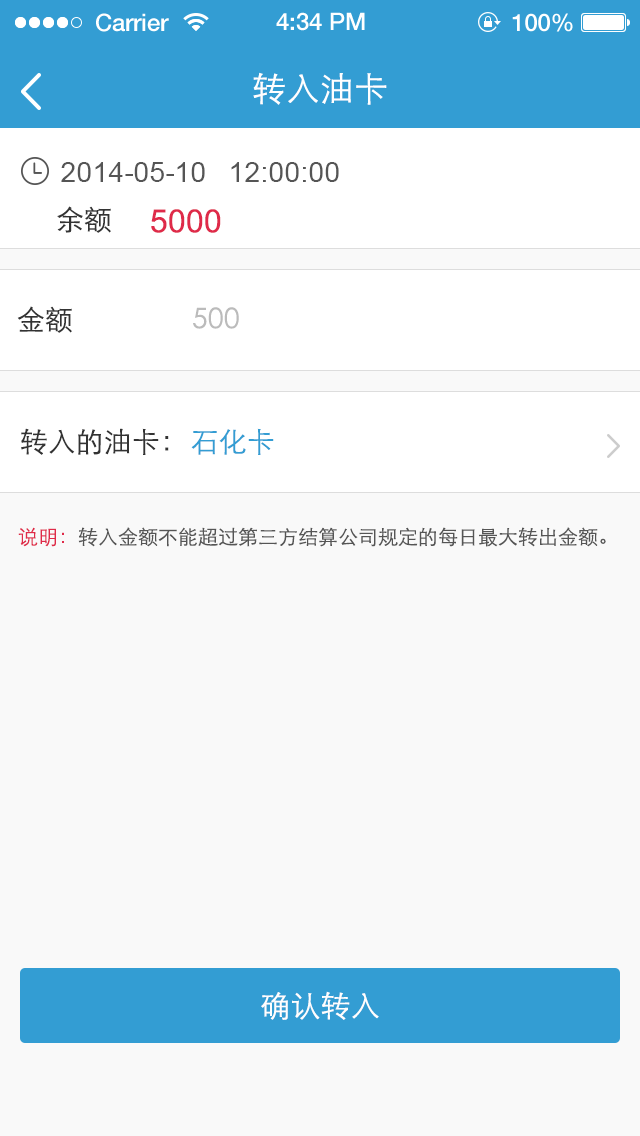 Carrier 4:34 PM 100%
转入油卡
2014-05-10 12:00:00
余额 5000
金额 500
转入的油卡：石化卡
说明：转入金额不能超过第三方结算公司规定的每日最大转出金额。
确认转入